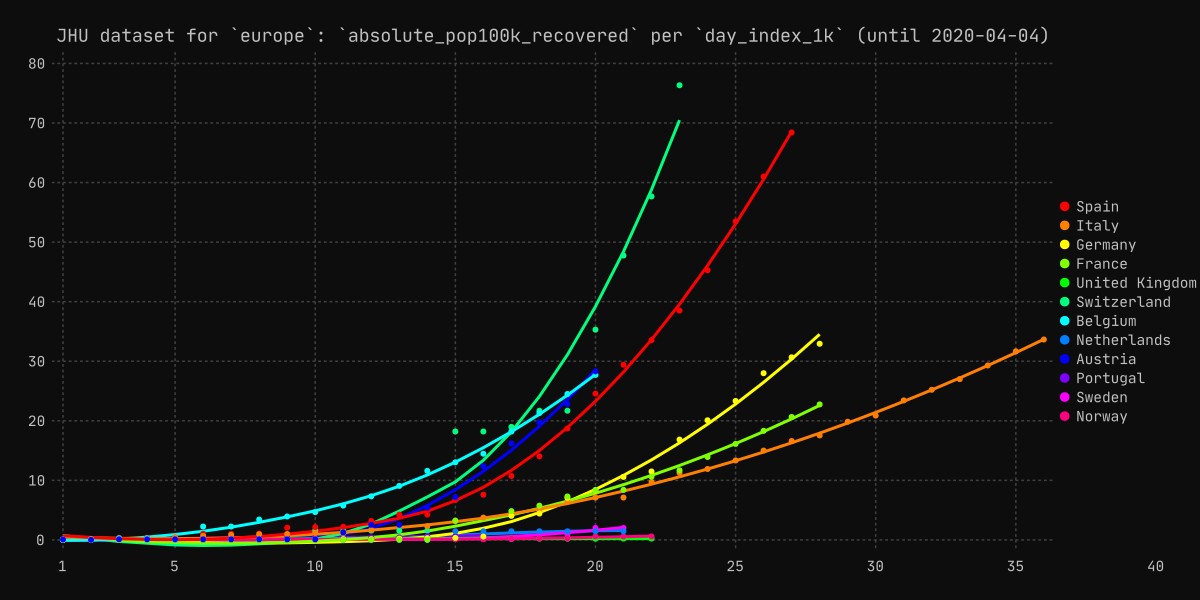 JHU dataset for `europe`: `absolute_pop100k_recovered` per `day_index_1k` (until 2020-04-04)
80
70
60
50
40
30
20
10
0
1 5 10 15 20 25 30 35 40
Spain
Italy
Germany
France
United Kingdom
Switzerland
Belgium
Netherlands
Austria
Portugal
Sweden
Norway